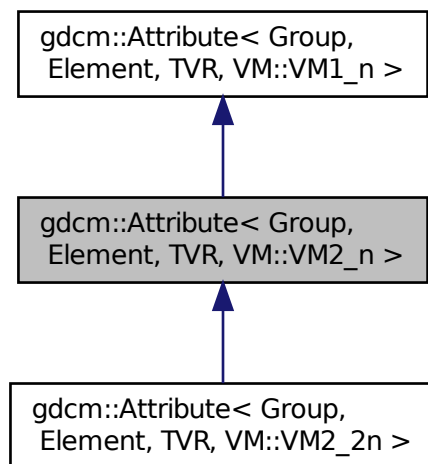 gdcm::Attribute< Group,
Element, TVR, VM::VM1_n >
gdcm::Attribute< Group,
Element, TVR, VM::VM2_n >
gdcm::Attribute< Group,
Element, TVR, VM::VM2_2n >